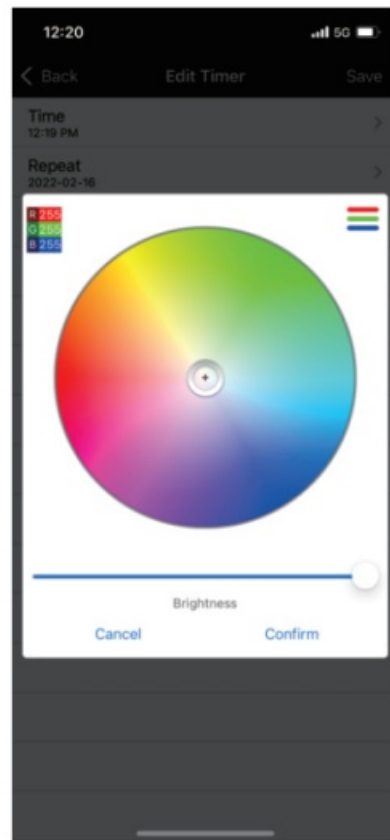 12:20
5G
Back Edit Timer Save
Time
12:19 PM
Repeat
2022-02-16
R 255
G 255
B 255
Brightness
Cancel Confirm